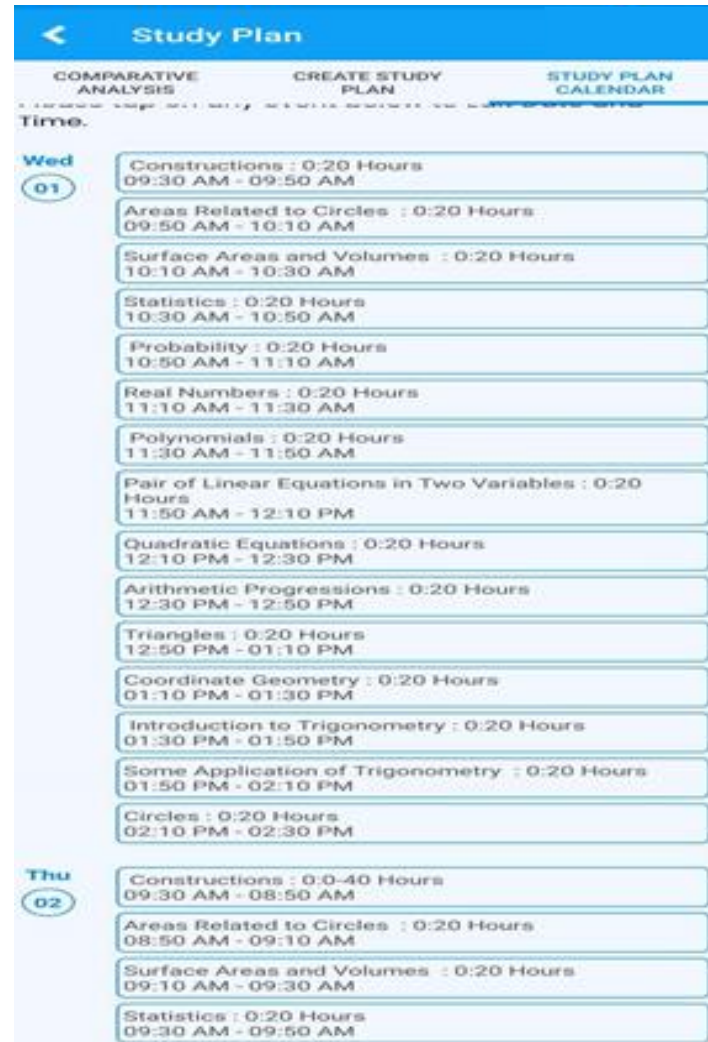 Study Plan
COMPARATIVE
ANALYSIS
CREATE STUDY
PLAN
STUDY PLAN
CALENDAR
Time.
Wed
01
Constructions : 0:20 Hours
09:30 AM - 09:50 AM
Areas Related to Circles : 0:20 Hours
09:50 AM - 10:10 AM
Surface Areas and Volumes : 0:20 Hours
10:10 AM - 10:30 AM
Statistics : 0:20 Hours
10:30 AM - 10:50 AM
Probability : 0:20 Hours
10:50 AM - 11:10 AM
Real Numbers : 0:20 Hours
11:10 AM - 11:30 AM
Polynomials : 0:20 Hours
11:30 AM - 11:50 AM
Pair of Linear Equations in Two Variables : 0:20
Hours
11:50 AM - 12:10 PM
Quadratic Equations : 0:20 Hours
12:10 PM - 12:30 PM
Arithmetic Progressions : 0:20 Hours
12:30 PM - 12:50 PM
Triangles : 0:20 Hours
12:50 PM - 01:10 PM
Coordinate Geometry : 0:20 Hours
01:10 PM - 01:30 PM
Introduction to Trigonometry : 0:20 Hours
01:30 PM - 01:50 PM
Some Application of Trigonometry : 0:20 Hours
01:50 PM - 02:10 PM
Circles : 0:20 Hours
02:10 PM - 02:30 PM
Thu
02
Constructions : 0:0-40 Hours
09:30 AM - 08:50 AM
Areas Related to Circles : 0:20 Hours
08:50 AM - 09:10 AM
Surface Areas and Volumes : 0:20 Hours
09:10 AM - 09:30 AM
Statistics : 0:20 Hours
09:30 AM - 09:50 AM